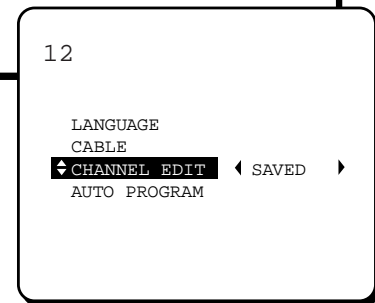 12
LANGUAGE
CABLE
CHANNEL EDIT SAVED
AUTO PROGRAM